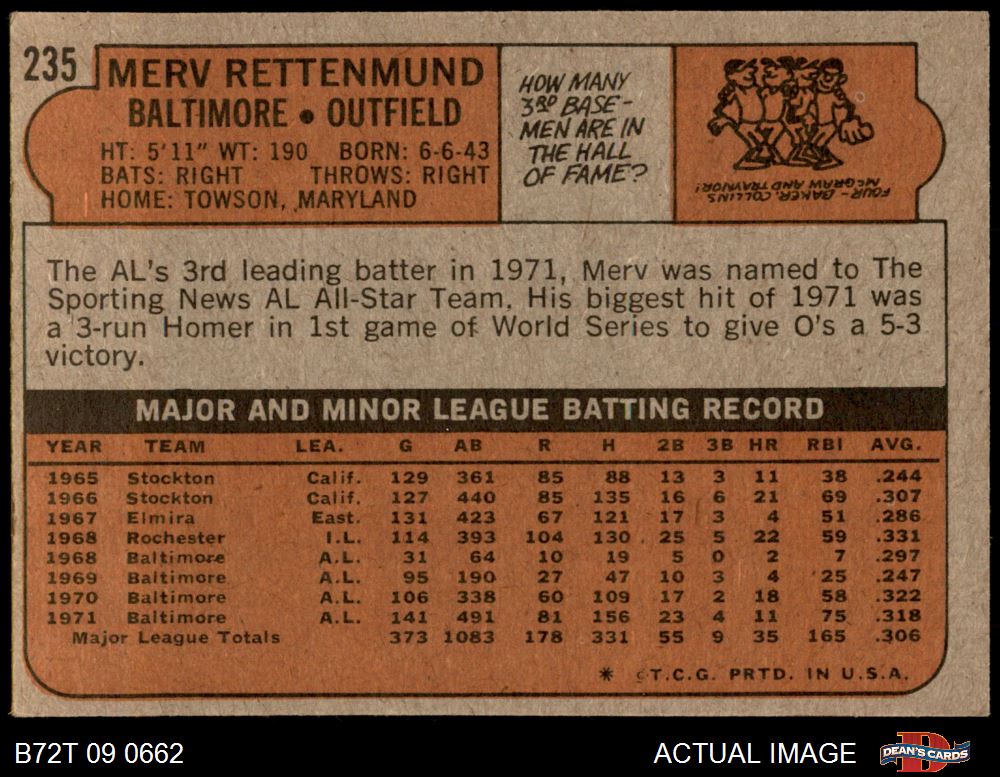 235
MERV RETTENMUND
BALTIMORE • OUTFIELD
HT: 5'11" WT: 190 BORN: 6-6-43
BATS: RIGHT THROWS: RIGHT
HOME: TOWSON, MARYLAND
HOW MANY
3RD BASE-
MEN ARE IN
THE HALL
OF FAME?
FOUR - BAKER, COLLINS,
MCGRAW AND TRAYNOR!
The AL's 3rd leading batter in 1971, Merv was named to The
Sporting News AL All-Star Team. His biggest hit of 1971 was
a 3-run Homer in 1st game of World Series to give O's a 5-3
victory.
MAJOR AND MINOR LEAGUE BATTING RECORD
YEAR TEAM LEA. G AB R H 2B 3B HR RBI AVG.
1965 Stockton Calif. 129 361 85 88 13 3 11 38 .244
1966 Stockton Calif. 127 440 85 135 16 6 21 69 .307
1967 Elmira East. 131 423 67 121 17 3 4 51 .286
1968 Rochester I.L. 114 393 104 130 25 5 22 59 .331
1968 Baltimore A.L. 31 64 10 19 5 0 2 7 .297
1969 Baltimore A.L. 95 190 27 47 10 3 4 25 .247
1970 Baltimore A.L. 106 338 60 109 17 2 18 58 .322
1971 Baltimore A.L. 141 491 81 156 23 4 11 75 .318
Major League Totals 373 1083 178 331 55 9 35 165 .306
* ©T.C.G. PRTD. IN U.S.A.
B72T 09 0662
ACTUAL IMAGE
D
DEAN'S CARDS